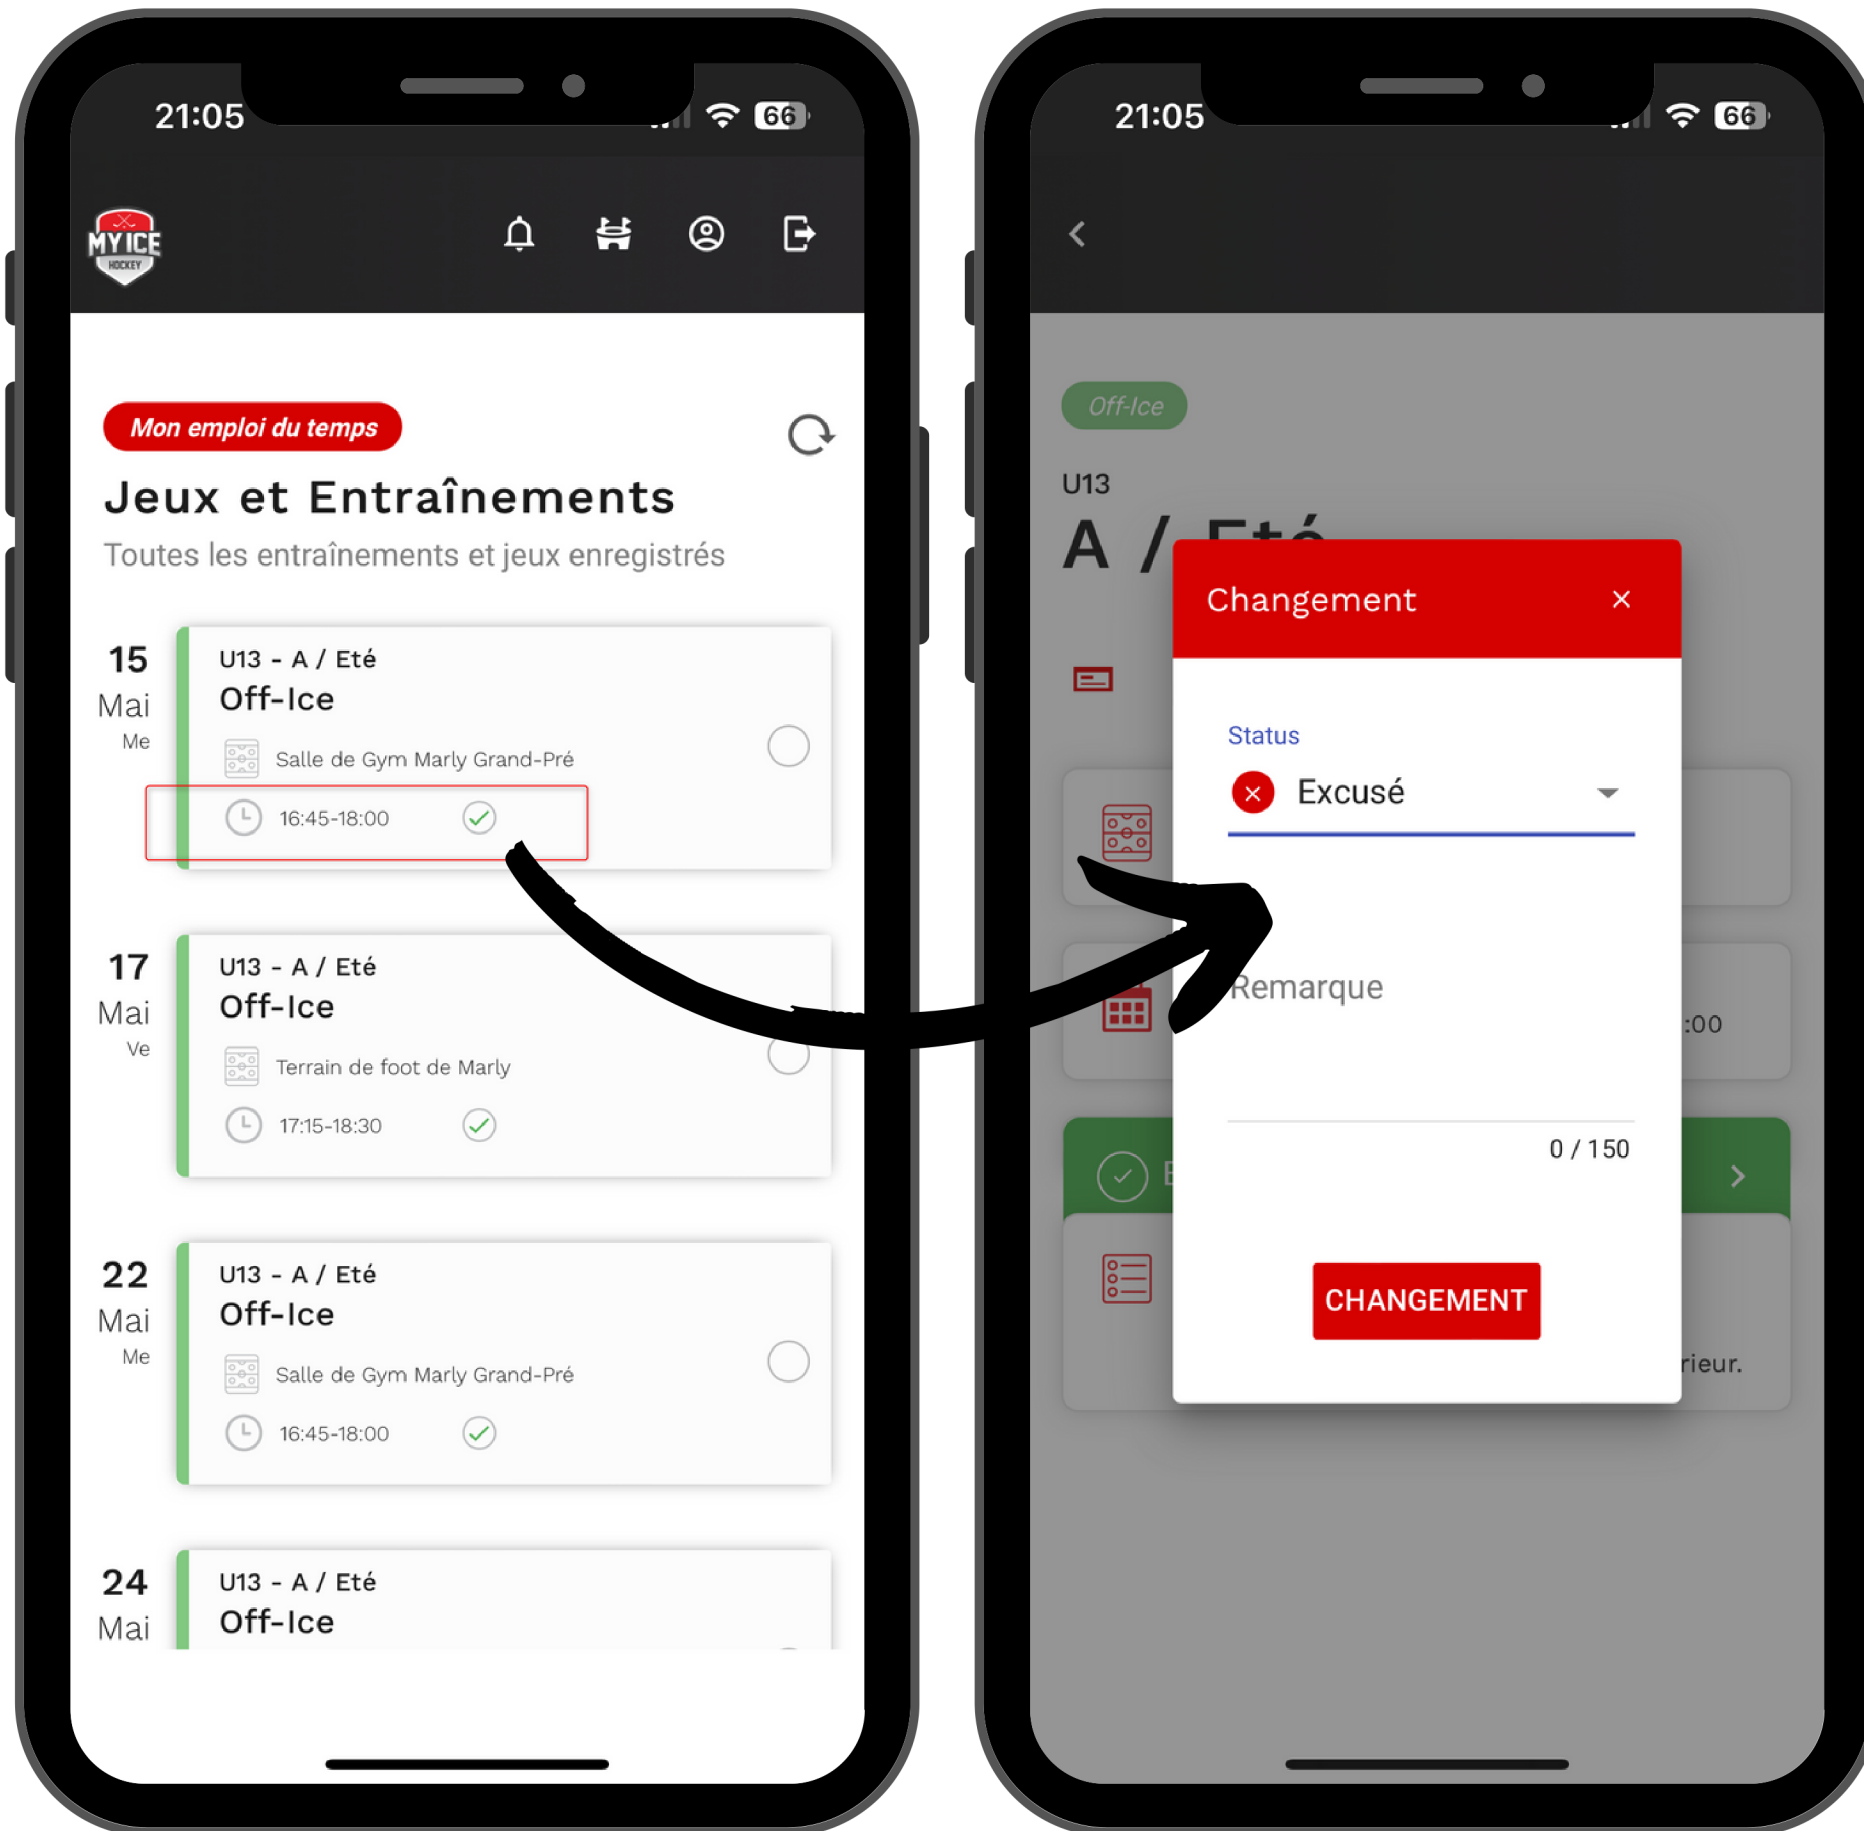 21:05
66
MY ICE
HOCKEY
Mon emploi du temps
Jeux et Entraînements
Toutes les entraînements et jeux enregistrés
15
Mai
Me
U13 - A / Eté
Off-Ice
Salle de Gym Marly Grand-Pré
16:45-18:00
17
Mai
Ve
U13 - A / Eté
Off-Ice
Terrain de foot de Marly
17:15-18:30
22
Mai
Me
U13 - A / Eté
Off-Ice
Salle de Gym Marly Grand-Pré
16:45-18:00
24
Mai
U13 - A / Eté
Off-Ice
21:05
66
Off-Ice
U13
A / Eté
Changement
Status
Excusé
Remarque
:00
0 / 150
CHANGEMENT
rieur.